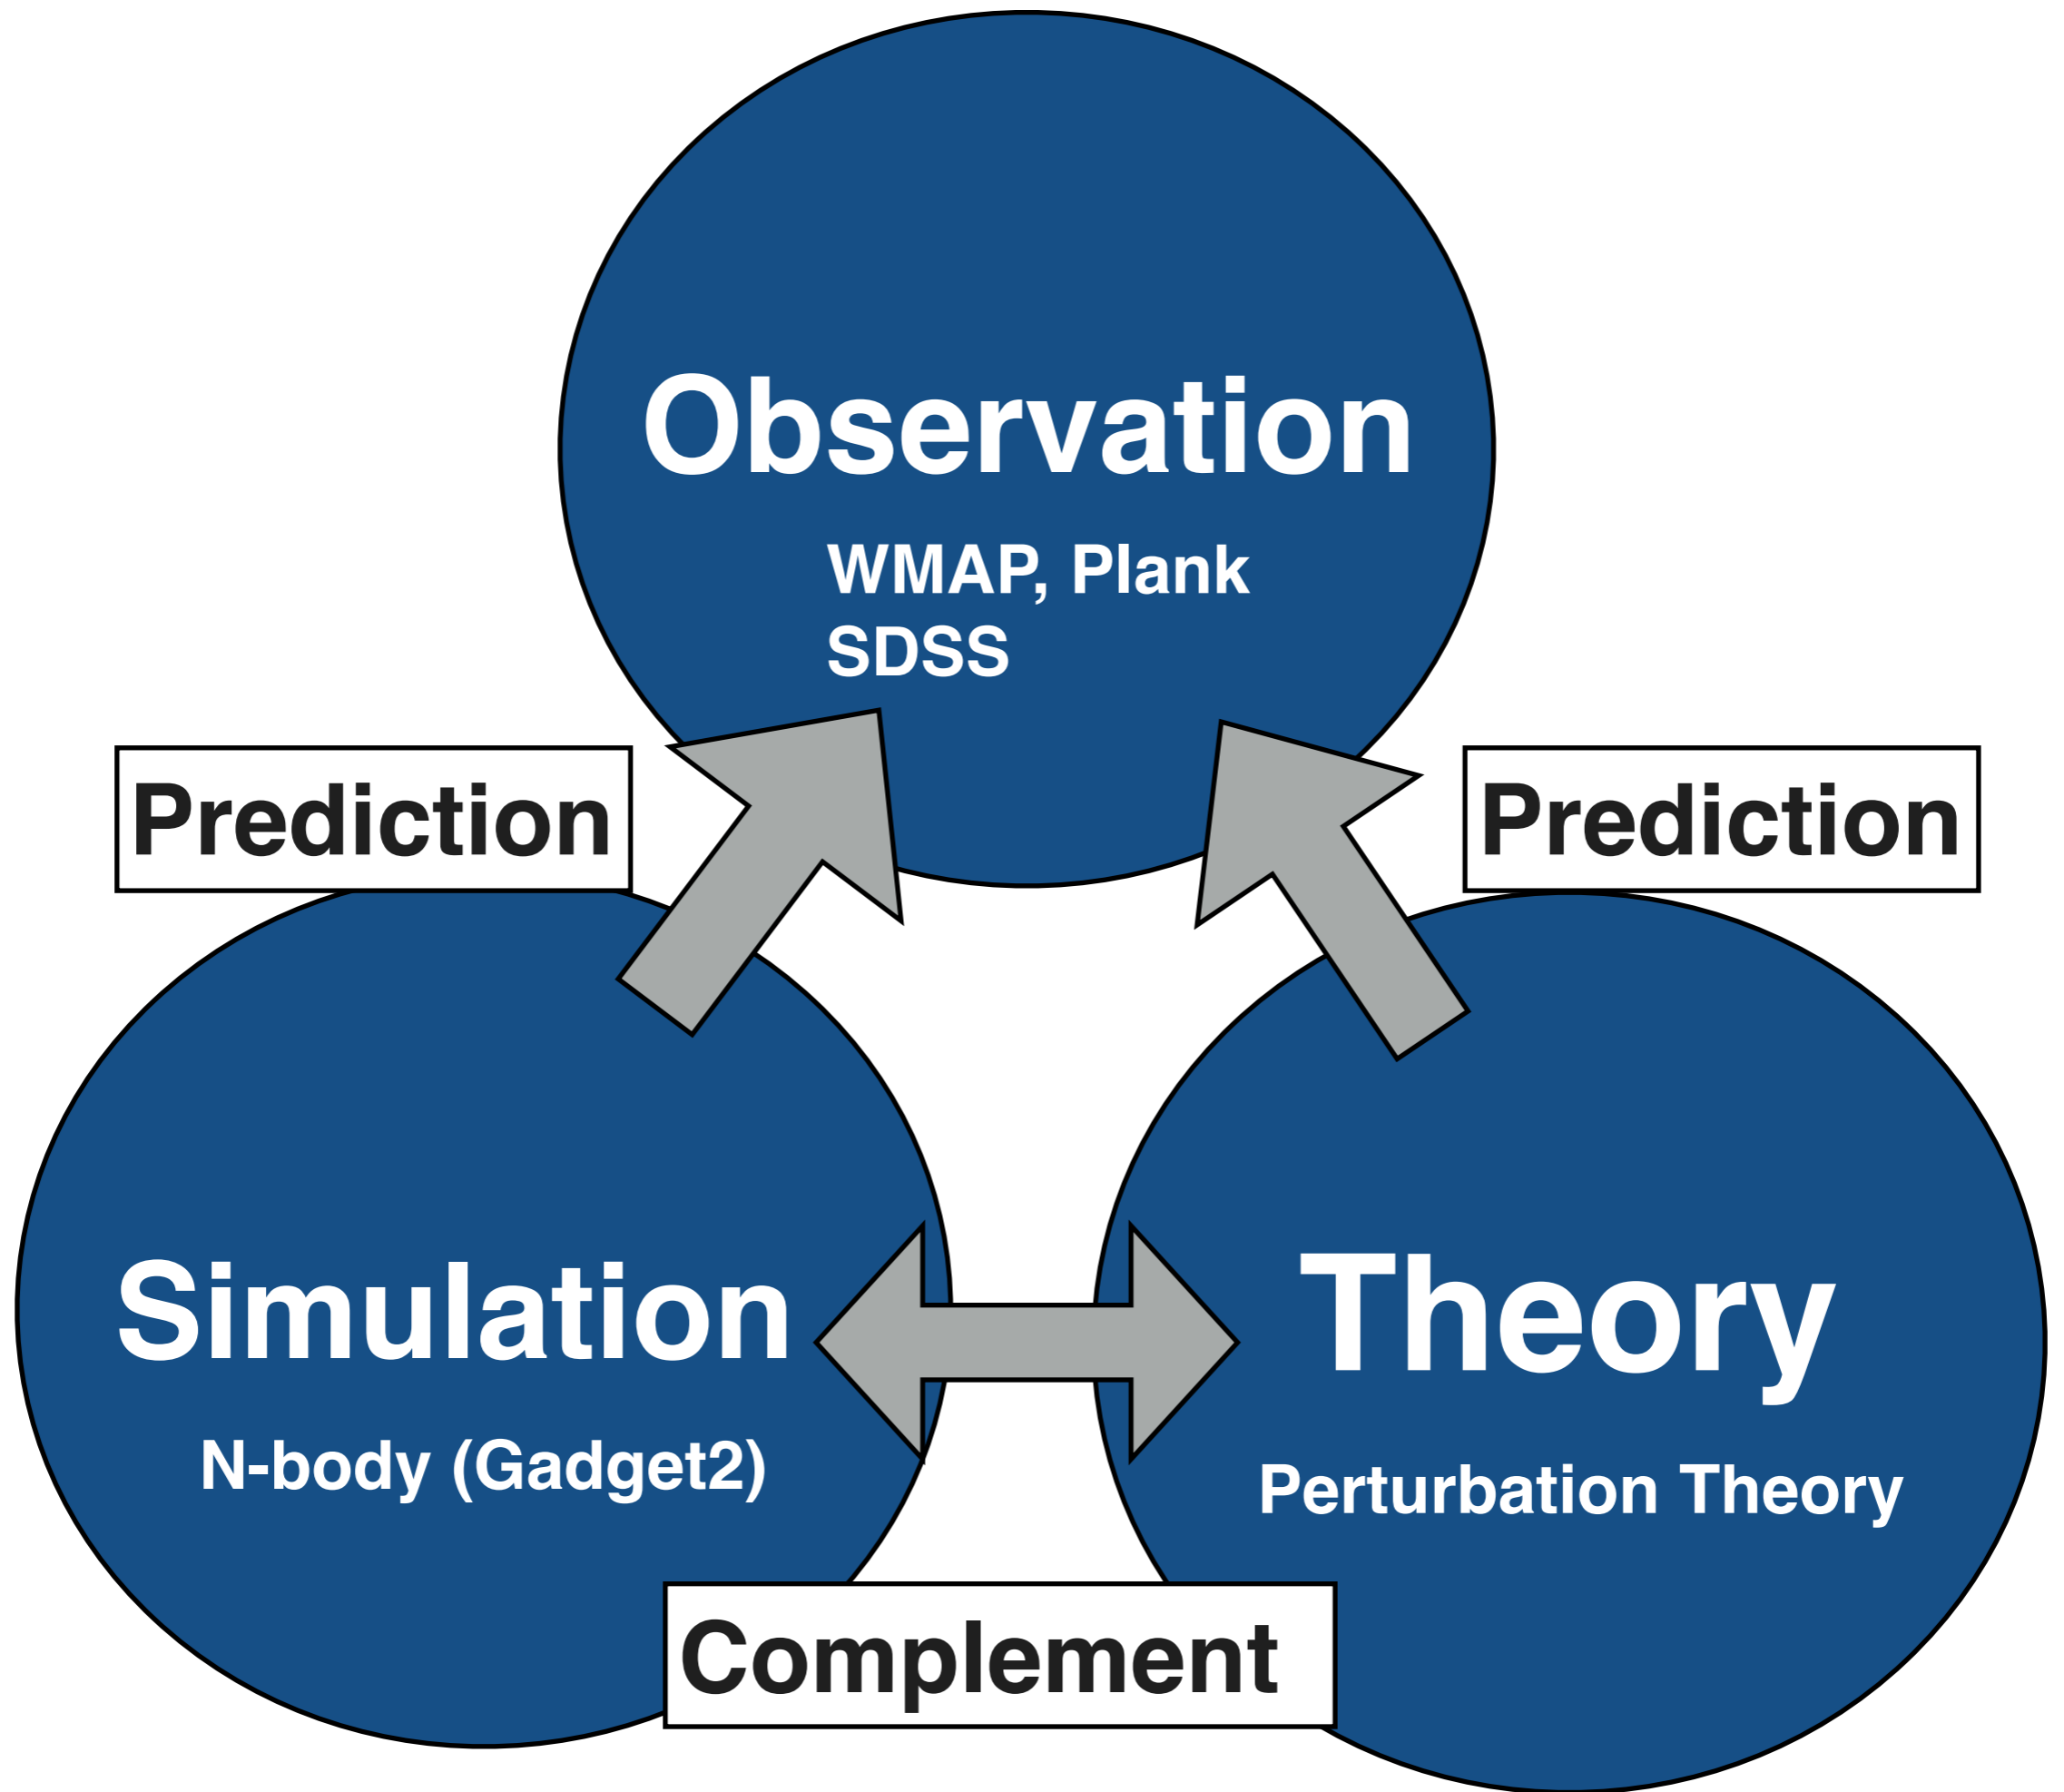 Observation
WMAP, Plank
SDSS
Prediction
Prediction
Simulation
N-body (Gadget2)
Theory
Perturbation Theory
Complement